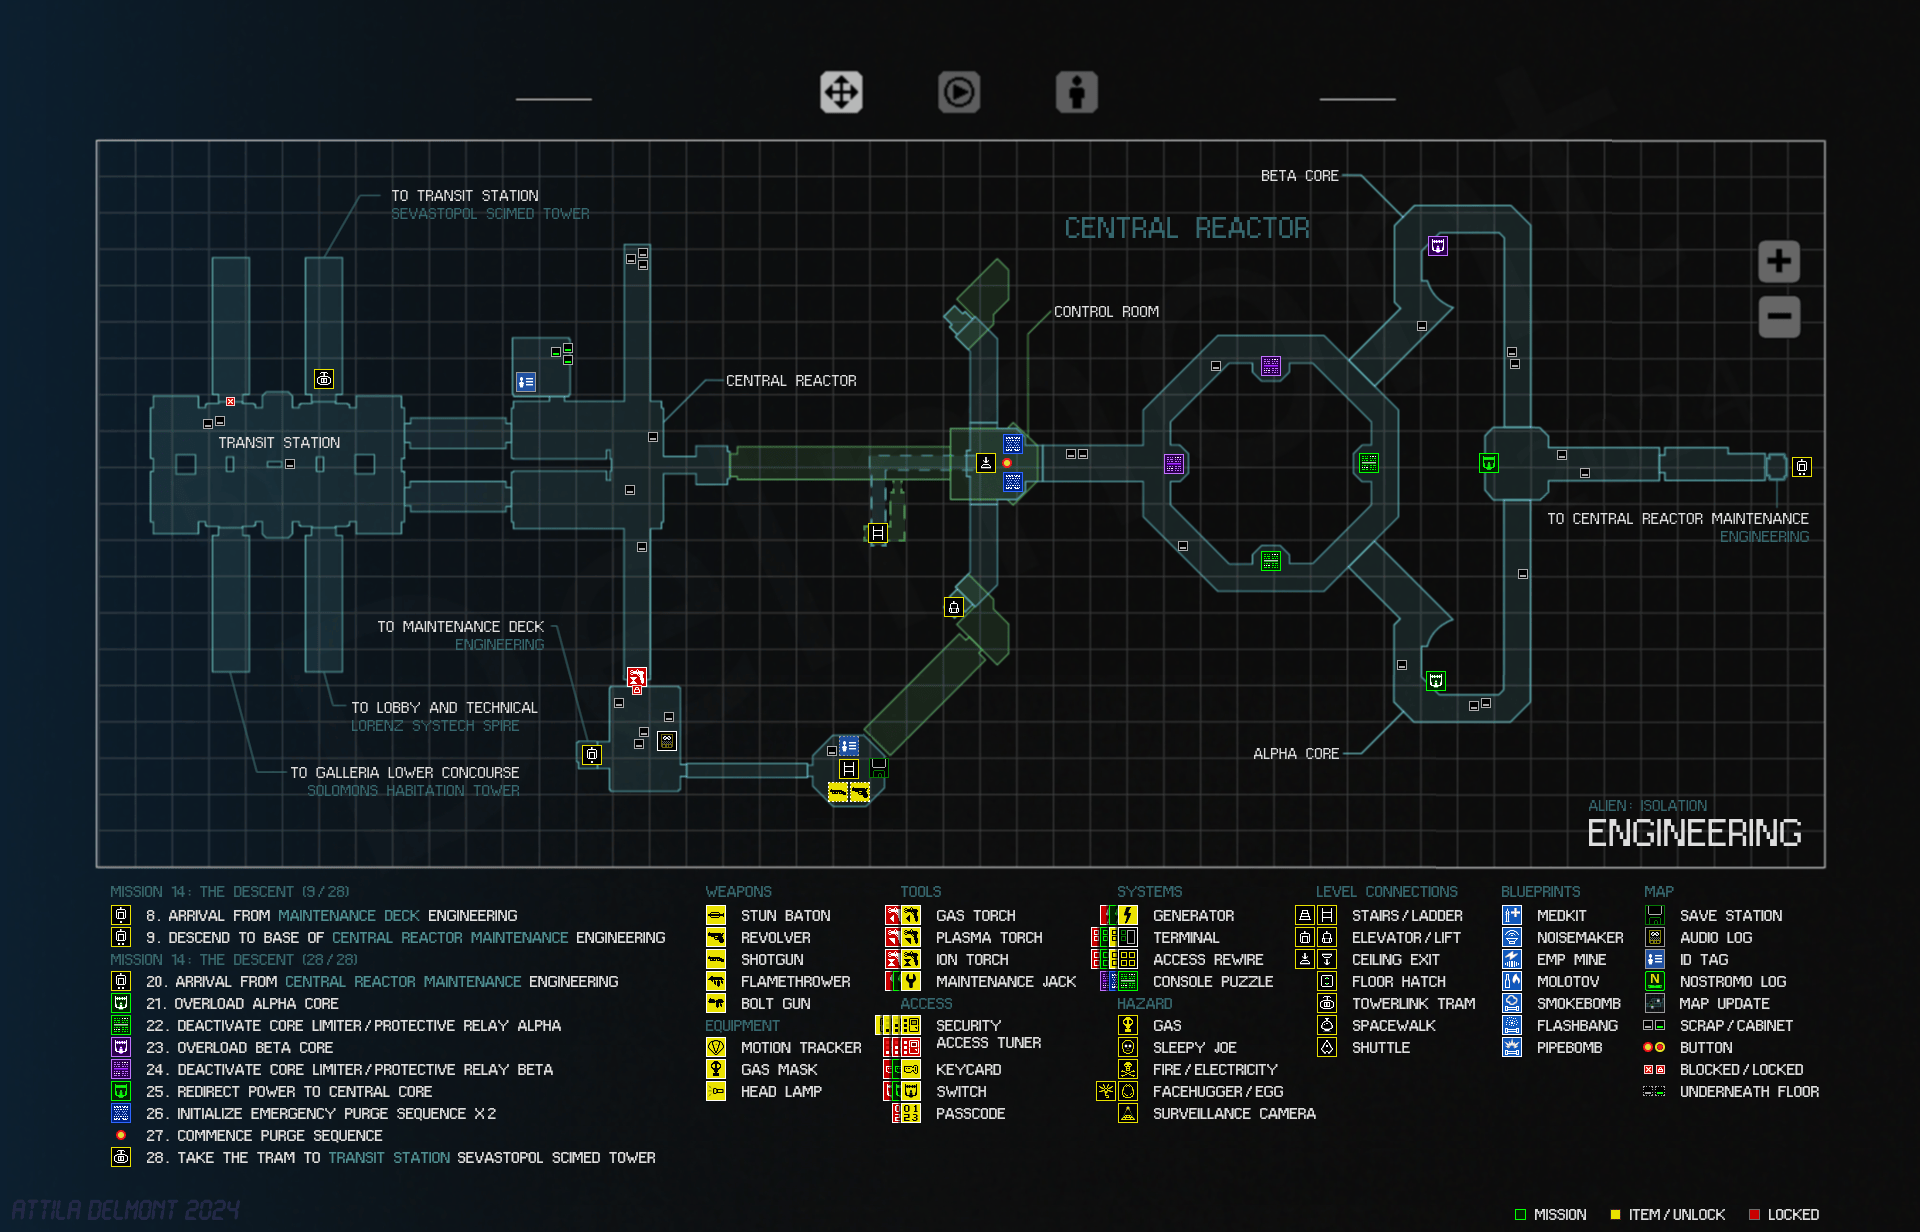 TO TRANSIT STATION
SEVASTOPOL SCIMED TOWER
BETA CORE
CENTRAL REACTOR
CONTROL ROOM
CENTRAL REACTOR
TRANSIT STATION
TO CENTRAL REACTOR MAINTENANCE
ENGINEERING
TO MAINTENANCE DECK
ENGINEERING
TO LOBBY AND TECHNICAL
LORENZ SYSTECH SPIRE
TO GALLERIA LOWER CONCOURSE
SOLOMONS HABITATION TOWER
ALPHA CORE
ALIEN: ISOLATION
ENGINEERING
MISSION 14: THE DESCENT (9/28)
8. ARRIVAL FROM MAINTENANCE DECK ENGINEERING
9. DESCEND TO BASE OF CENTRAL REACTOR MAINTENANCE ENGINEERING
MISSION 14: THE DESCENT (28/28)
20. ARRIVAL FROM CENTRAL REACTOR MAINTENANCE ENGINEERING
21. OVERLOAD ALPHA CORE
22. DEACTIVATE CORE LIMITER/PROTECTIVE RELAY ALPHA
23. OVERLOAD BETA CORE
24. DEACTIVATE CORE LIMITER/PROTECTIVE RELAY BETA
25. REDIRECT POWER TO CENTRAL CORE
26. INITIALIZE EMERGENCY PURGE SEQUENCE X2
27. COMMENCE PURGE SEQUENCE
28. TAKE THE TRAM TO TRANSIT STATION SEVASTOPOL SCIMED TOWER
WEAPONS
STUN BATON
REVOLVER
SHOTGUN
FLAMETHROWER
BOLT GUN
EQUIPMENT
MOTION TRACKER
GAS MASK
HEAD LAMP
TOOLS
GAS TORCH
PLASMA TORCH
ION TORCH
MAINTENANCE JACK
ACCESS
SECURITY
ACCESS TUNER
KEYCARD
SWITCH
PASSCODE
SYSTEMS
GENERATOR
TERMINAL
ACCESS REWIRE
CONSOLE PUZZLE
HAZARD
GAS
SLEEPY JOE
FIRE/ELECTRICITY
FACEHUGGER/EGG
SURVEILLANCE CAMERA
LEVEL CONNECTIONS
STAIRS/LADDER
ELEVATOR/LIFT
CEILING EXIT
FLOOR HATCH
TOWERLINK TRAM
SPACEWALK
SHUTTLE
BLUEPRINTS
MEDKIT
NOISEMAKER
EMP MINE
MOLOTOV
SMOKEBOMB
FLASHBANG
PIPEBOMB
MAP
SAVE STATION
AUDIO LOG
ID TAG
NOSTROMO LOG
MAP UPDATE
SCRAP/CABINET
BUTTON
BLOCKED/LOCKED
UNDERNEATH FLOOR
ATTILA DELMONT 2024
MISSION
ITEM/UNLOCK
LOCKED